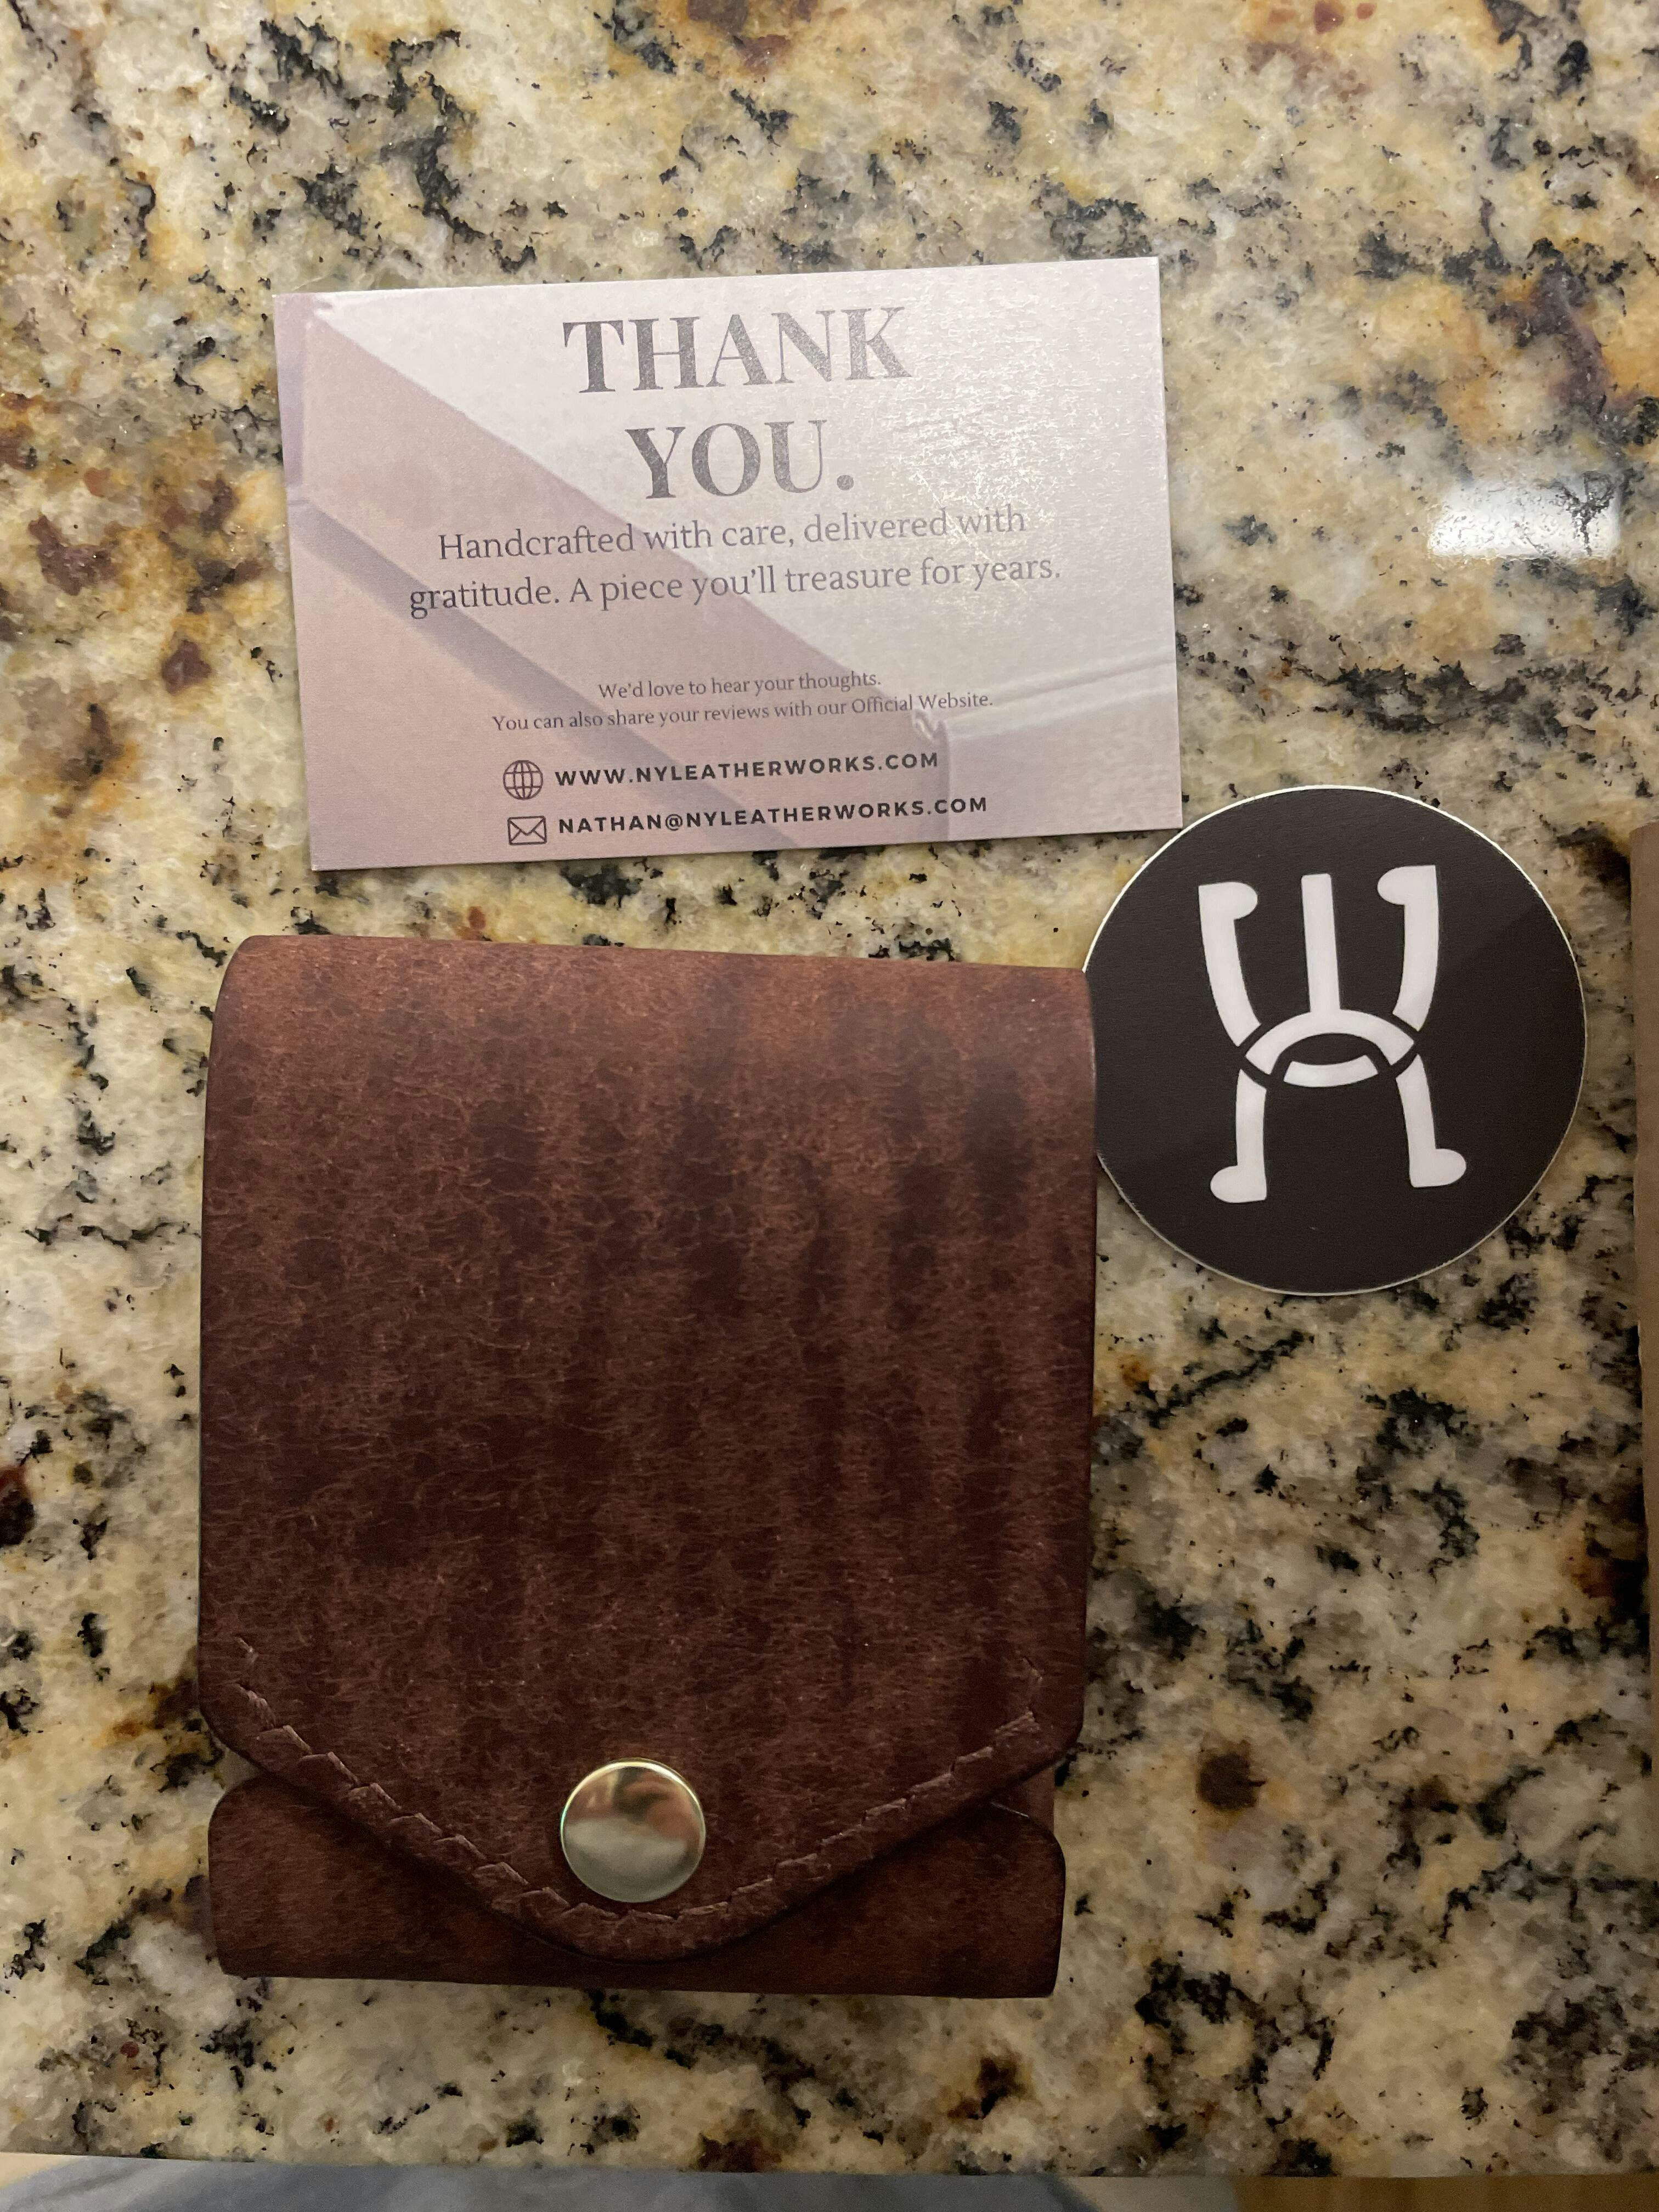 THANK
YOU.
Handcrafted with care, delivered with
gratitude. A piece you'll treasure for years.
We'd love to hear your thoughts.
You can also share your reviews with our Official Website.
WWW.NYLEATHERWORKS.COM
NATHAN@NYLEATHERWORKS.COM